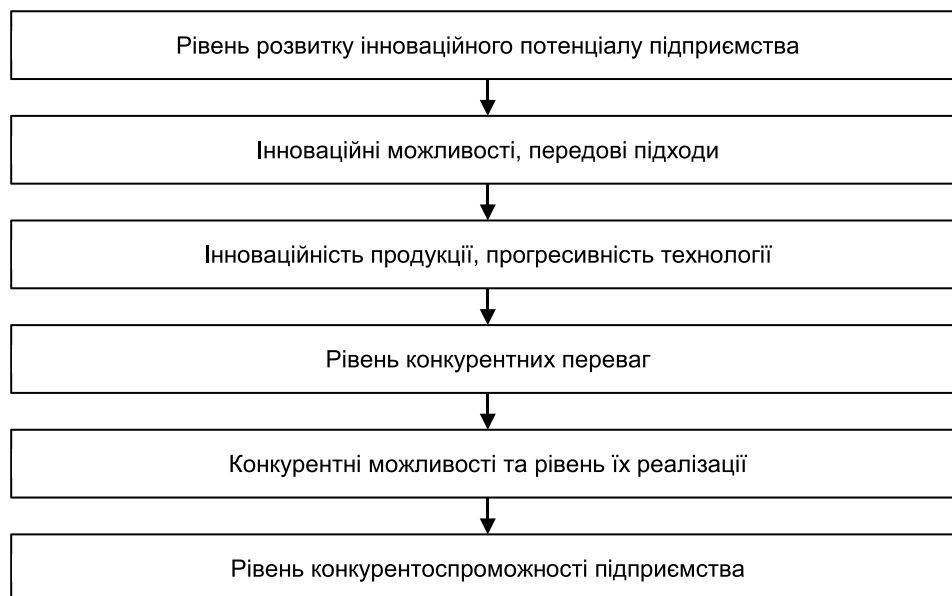 Рівень розвитку інноваційного потенціалу підприємства
Інноваційні можливості, передові підходи
Інноваційність продукції, прогресивність технології
Рівень конкурентних переваг
Конкурентні можливості та рівень їх реалізації
Рівень конкурентоспроможності підприємства